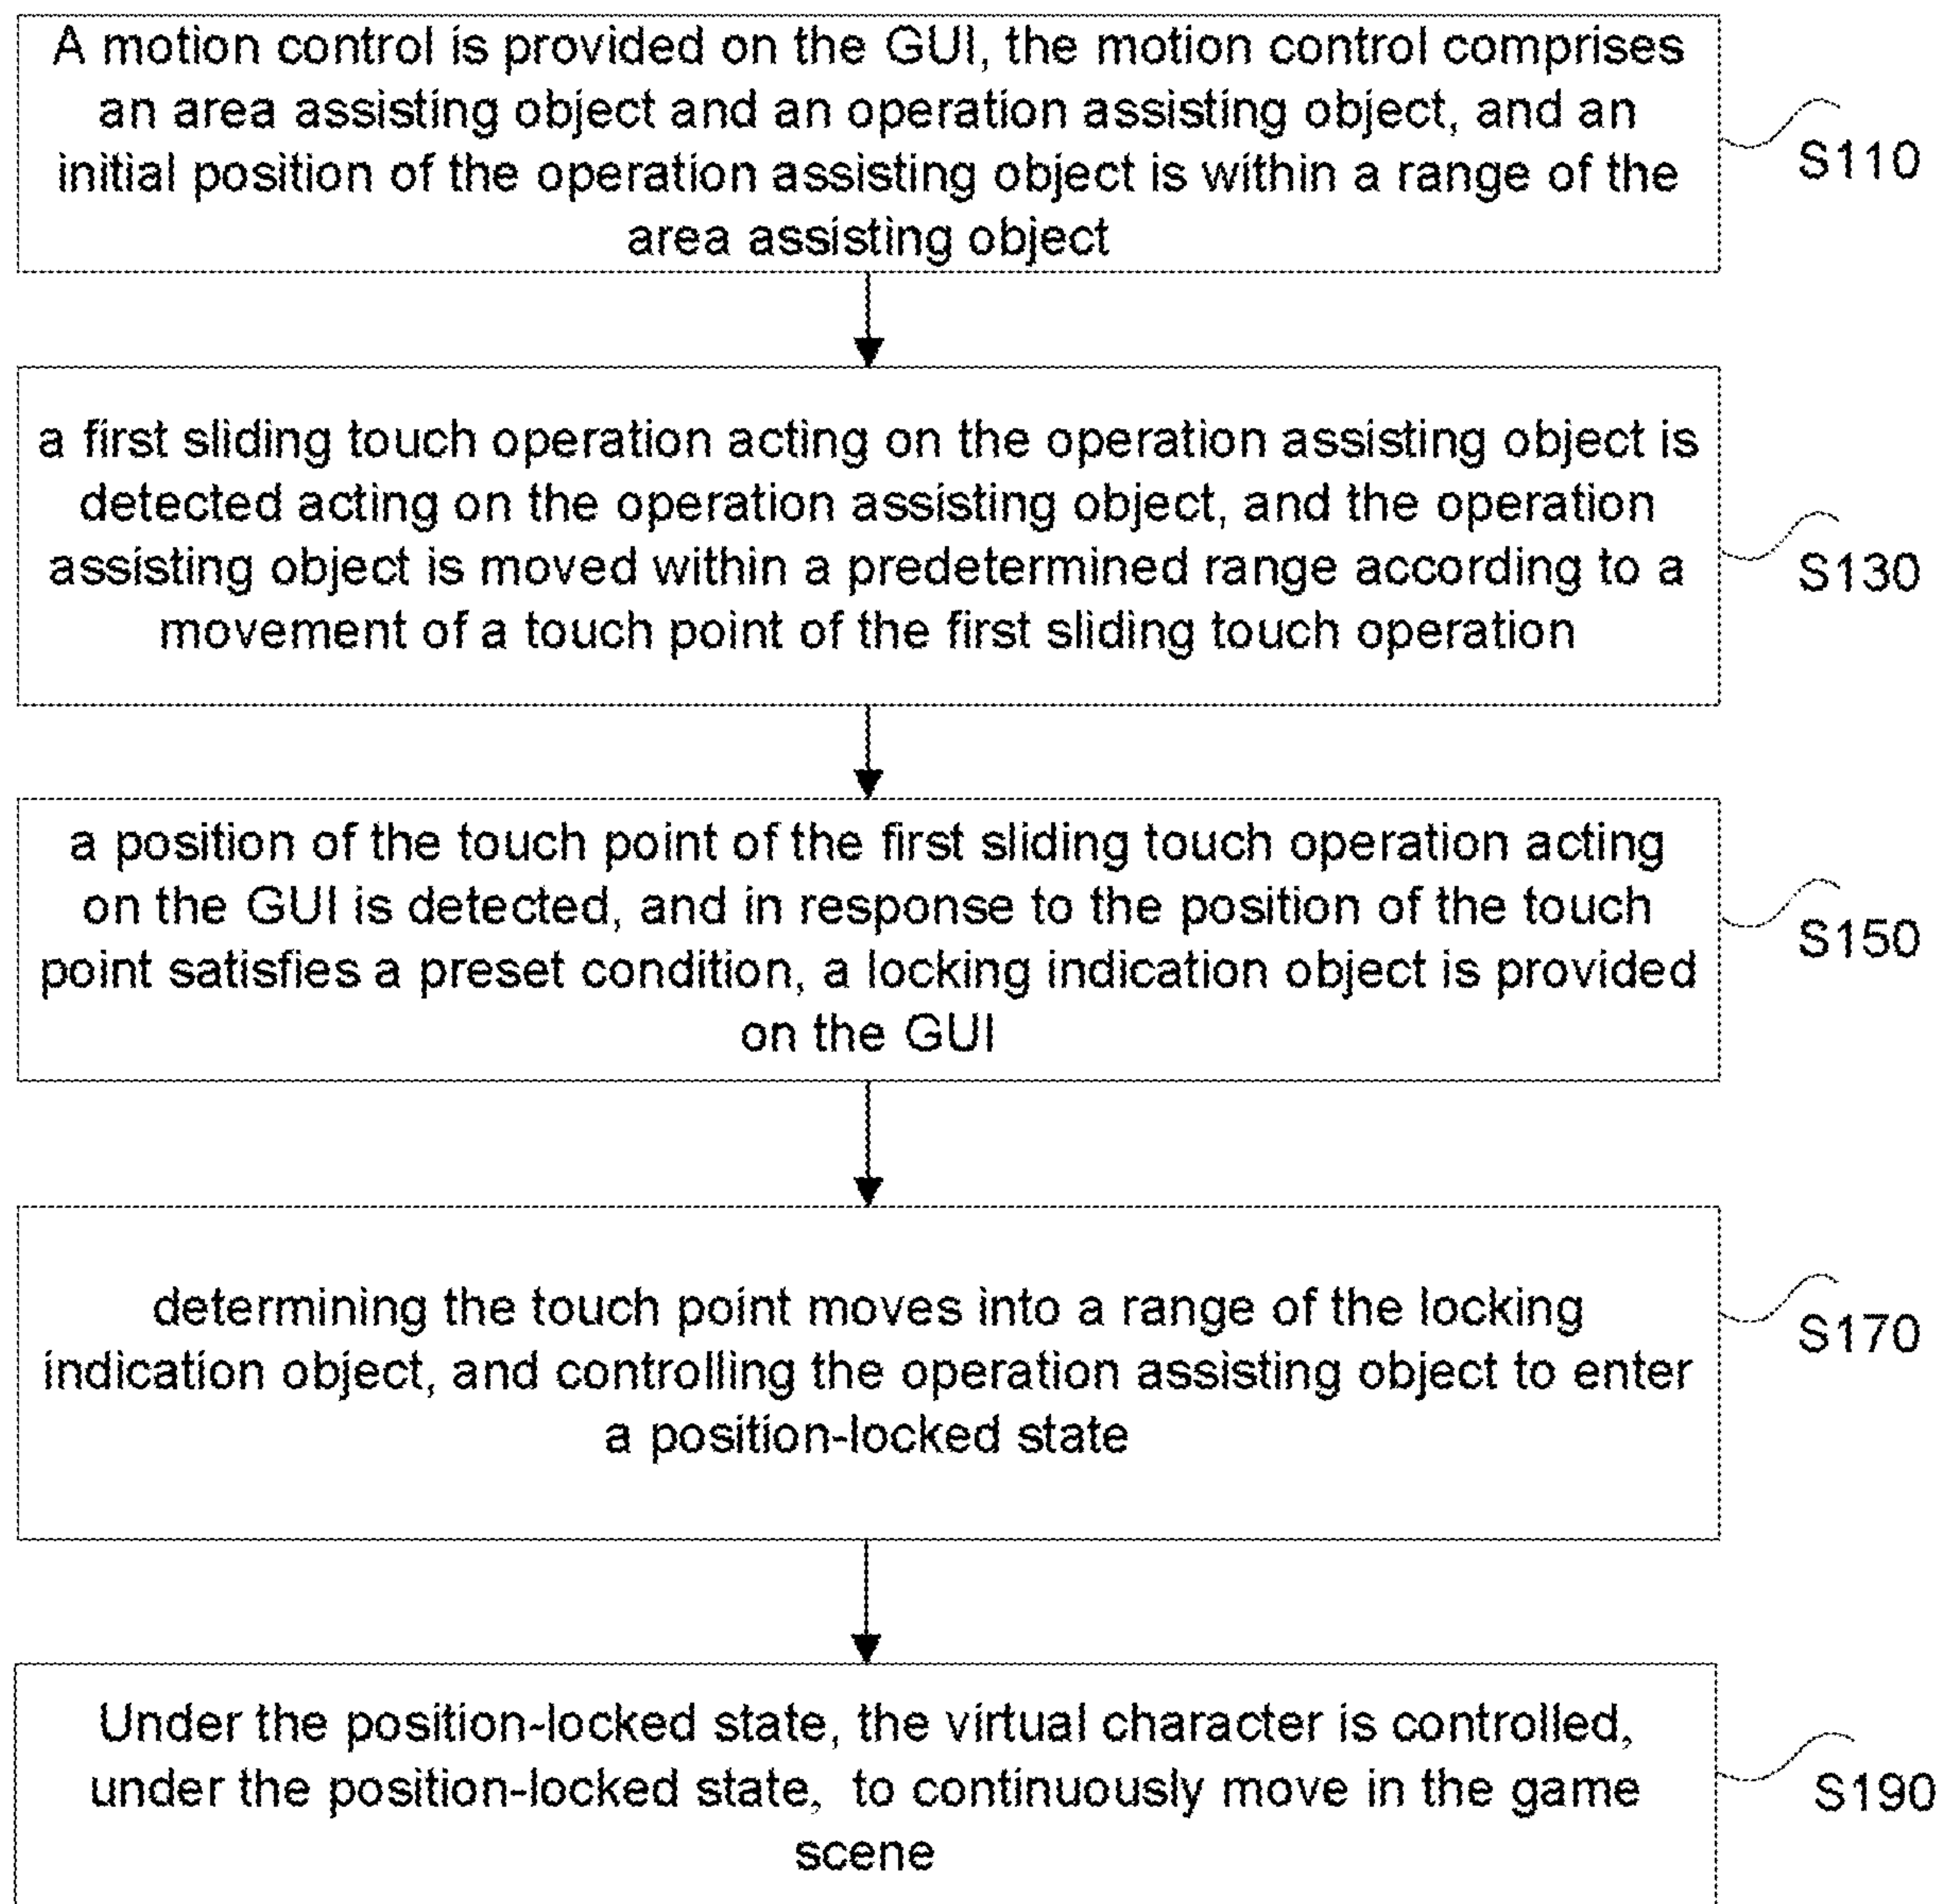 A motion control is provided on the GUI, the motion control comprises
an area assisting object and an operation assisting object, and an
initial position of the operation assisting object is within a range of the
area assisting object
S110
a first sliding touch operation acting on the operation assisting object is
detected acting on the operation assisting object, and the operation
assisting object is moved within a predetermined range according to a
movement of a touch point of the first sliding touch operation
S130
a position of the touch point of the first sliding touch operation acting
on the GUI is detected, and in response to the position of the touch
point satisfies a preset condition, a locking indication object is provided
on the GUI
S150
determining the touch point moves into a range of the locking
indication object, and controlling the operation assisting object to enter
a position-locked state
S170
Under the position-locked state, the virtual character is controlled,
under the position-locked state, to continuously move in the game
scene
S190